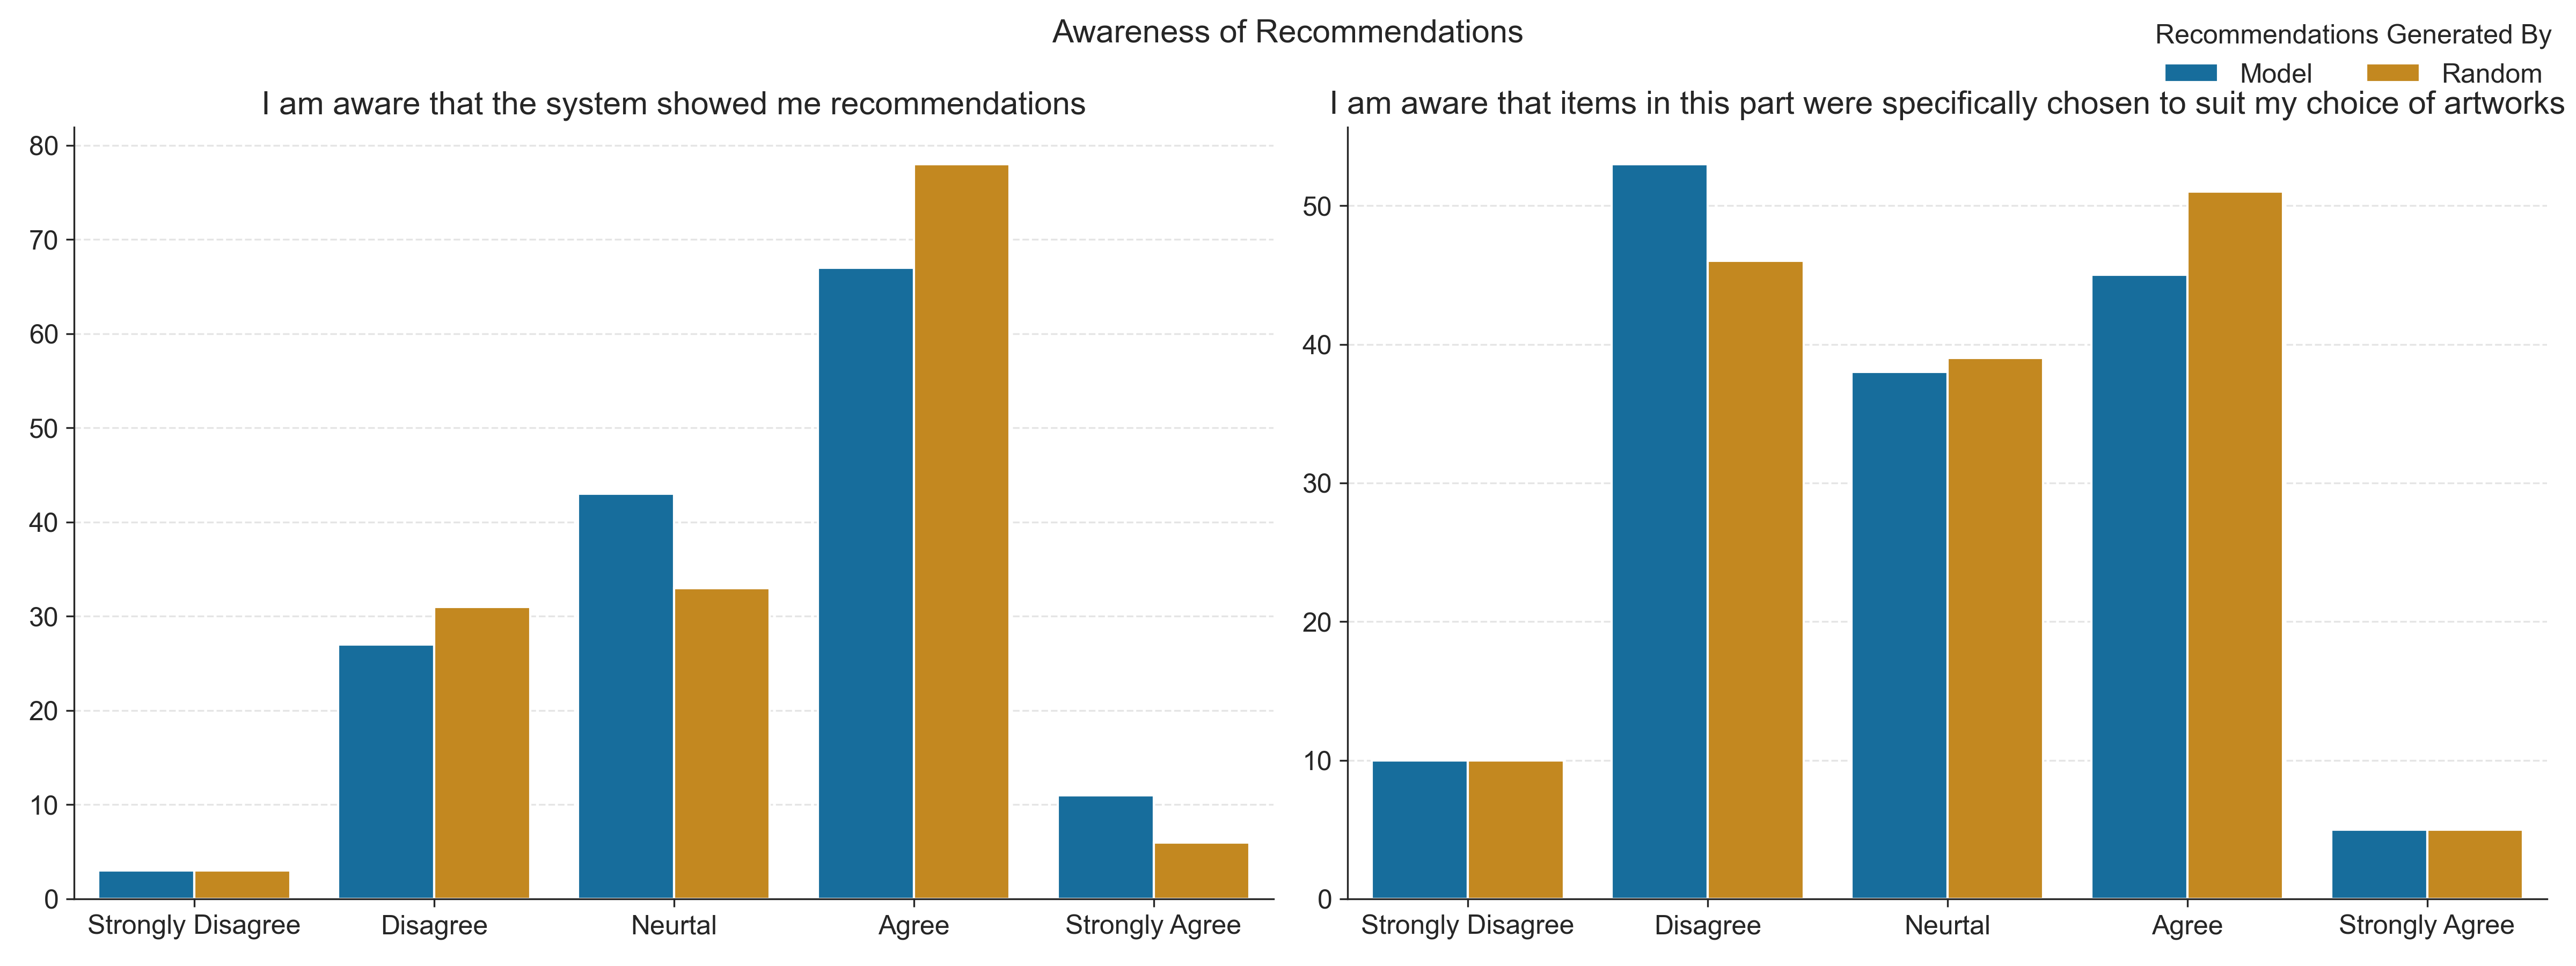 Awareness of Recommendations
Recommendations Generated By
Model Random
I am aware that the system showed me recommendations
80
70
60
50
40
30
20
10
0
Strongly Disagree Disagree Neurtal Agree Strongly Agree
I am aware that items in this part were specifically chosen to suit my choice of artworks
50
40
30
20
10
0
Strongly Disagree Disagree Neurtal Agree Strongly Agree